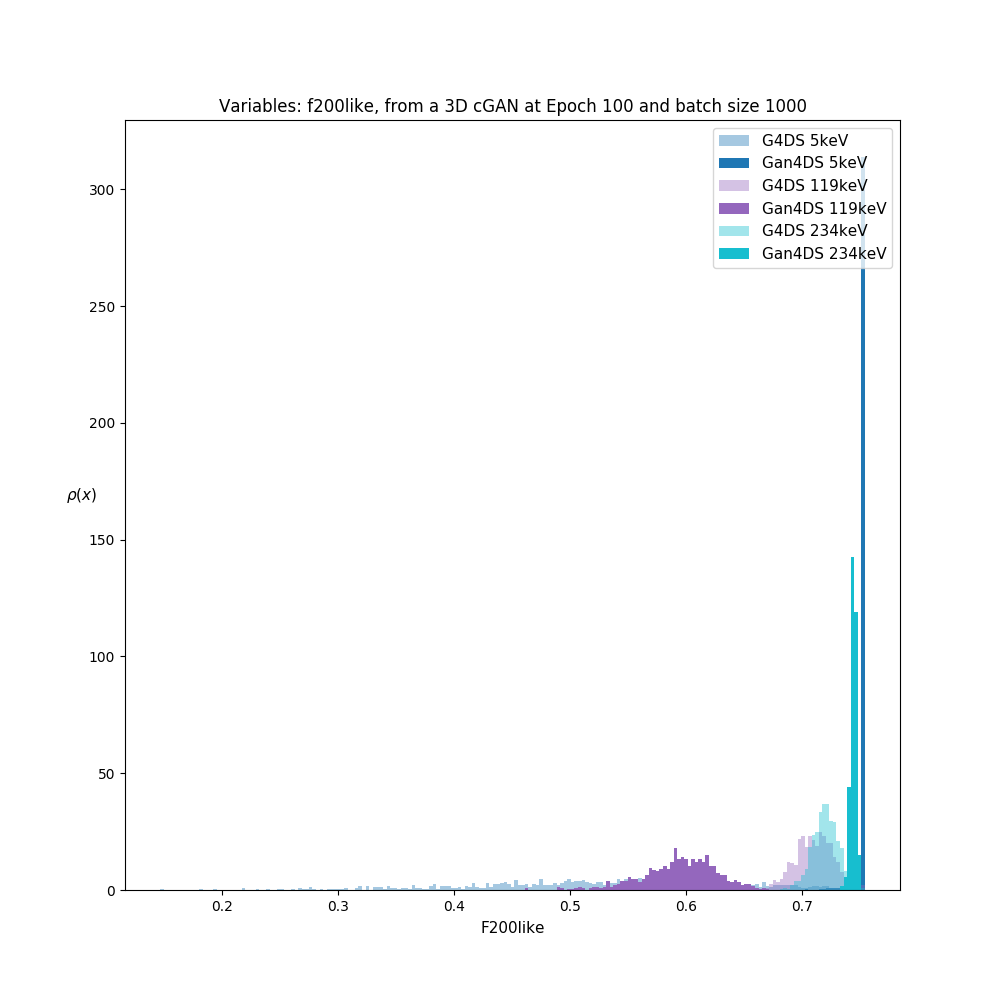 Variables: f200like, from a 3D cGAN at Epoch 100 and batch size 1000
G4DS 5keV
Gan4DS 5keV
G4DS 119keV
Gan4DS 119keV
G4DS 234keV
Gan4DS 234keV
300
250
200
150
100
50
0
ρ(x)
0.2 0.3 0.4 0.5 0.6 0.7
F200like